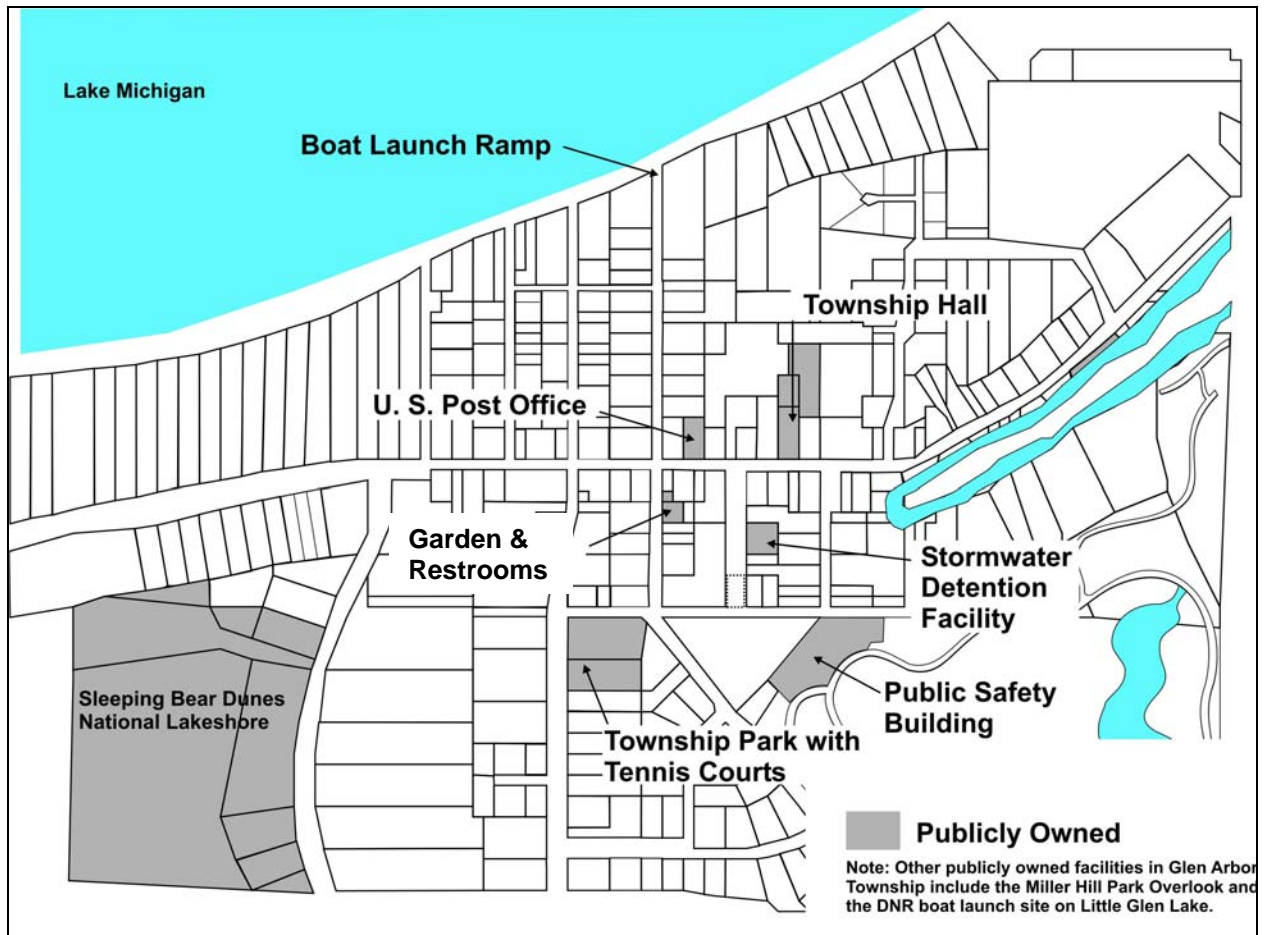 Lake Michigan
Boat Launch Ramp
Township Hall
U. S. Post Office
Garden &
Restrooms
Stormwater
Detention
Facility
Sleeping Bear Dunes
National Lakeshore
Public Safety
Building
Township Park with
Tennis Courts
Publicly Owned
Note: Other publicly owned facilities in Glen Arbor
Township include the Miller Hill Park Overlook and
the DNR boat launch site on Little Glen Lake.